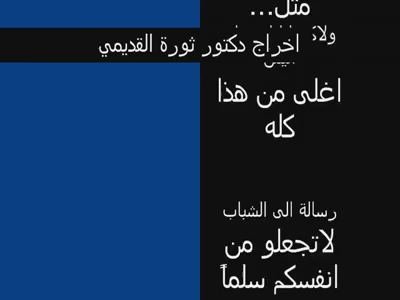 مثل...
اخراج دكتور ثورة القديمي
اغلى من هذا
كله
رسالة الى الشباب
لاتجعلو من
انفسكم سلماً